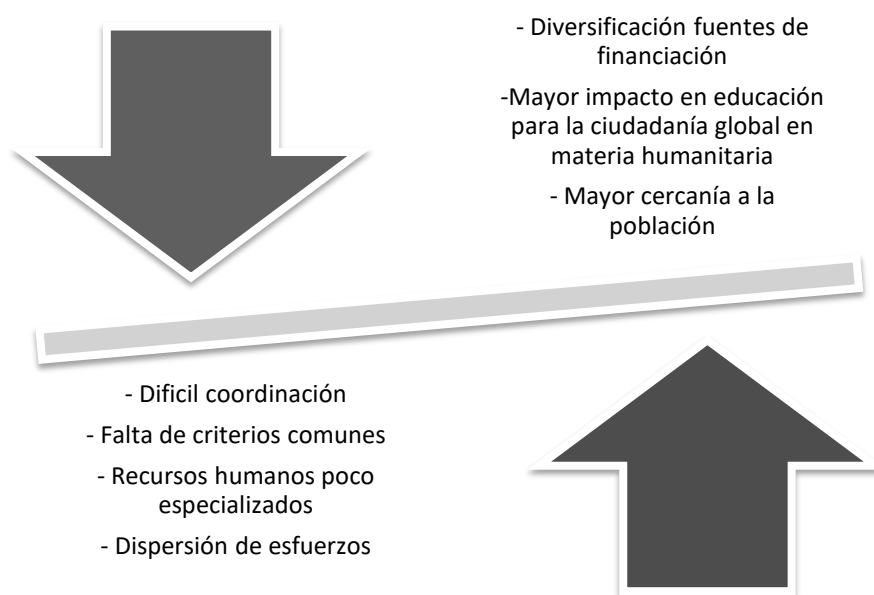 - Diversificación fuentes de
financiación
-Mayor impacto en educación
para la ciudadanía global en
materia humanitaria
- Mayor cercanía a la
población
- Dificil coordinación
- Falta de criterios comunes
- Recursos humanos poco
especializados
- Dispersión de esfuerzos